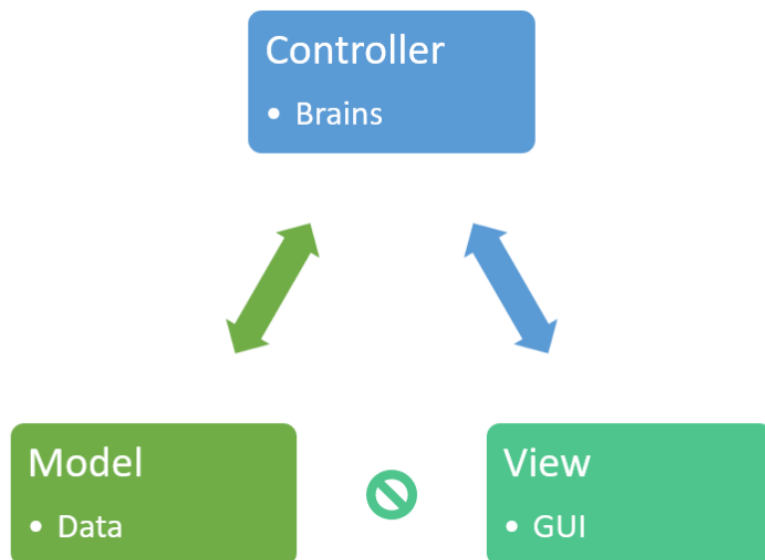 Controller
• Brains
Model
• Data
View
• GUI